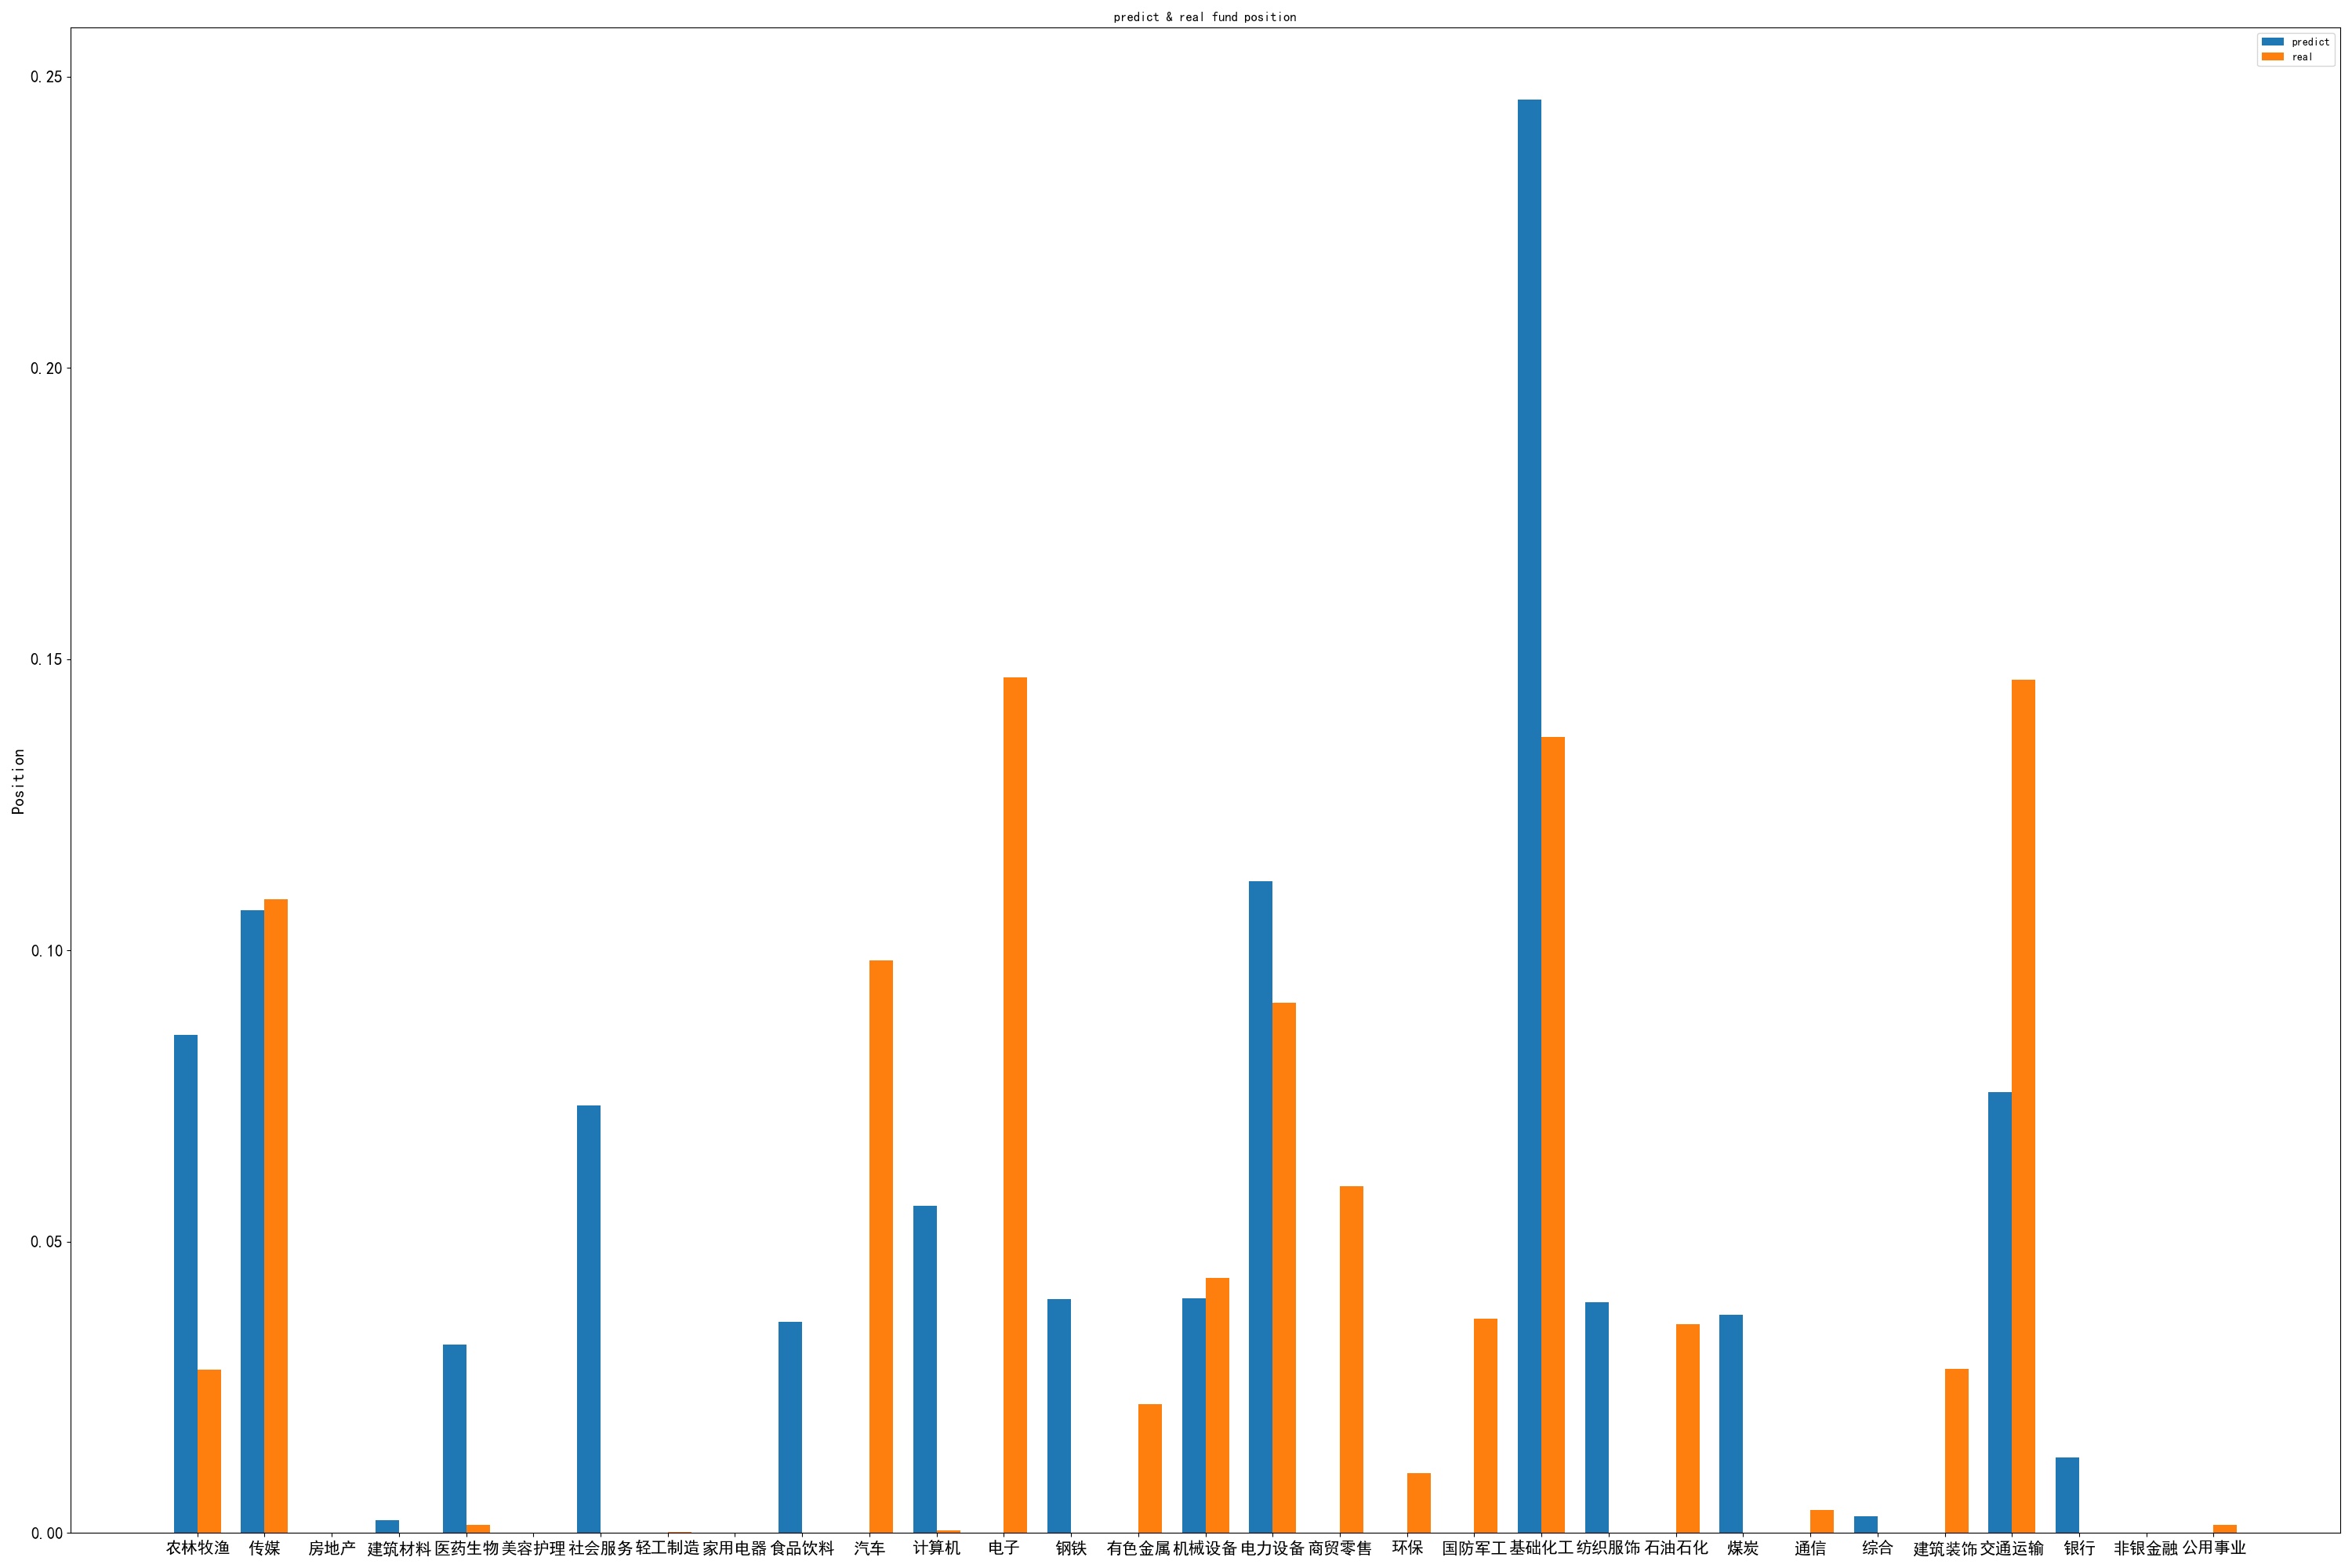 predict & real fund position
predict
real
Position
0.25
0.20
0.15
0.10
0.05
0.00
农林牧渔 传媒 房地产 建筑材料 医药生物 美容护理 社会服务 轻工制造 家用电器 食品饮料 汽车 计算机 电子 钢铁 有色金属 机械设备 电力设备 商贸零售 环保 国防军工 基础化工 纺织服饰 石油石化 煤炭 通信 综合 建筑装饰 交通运输 银行 非银金融 公用事业